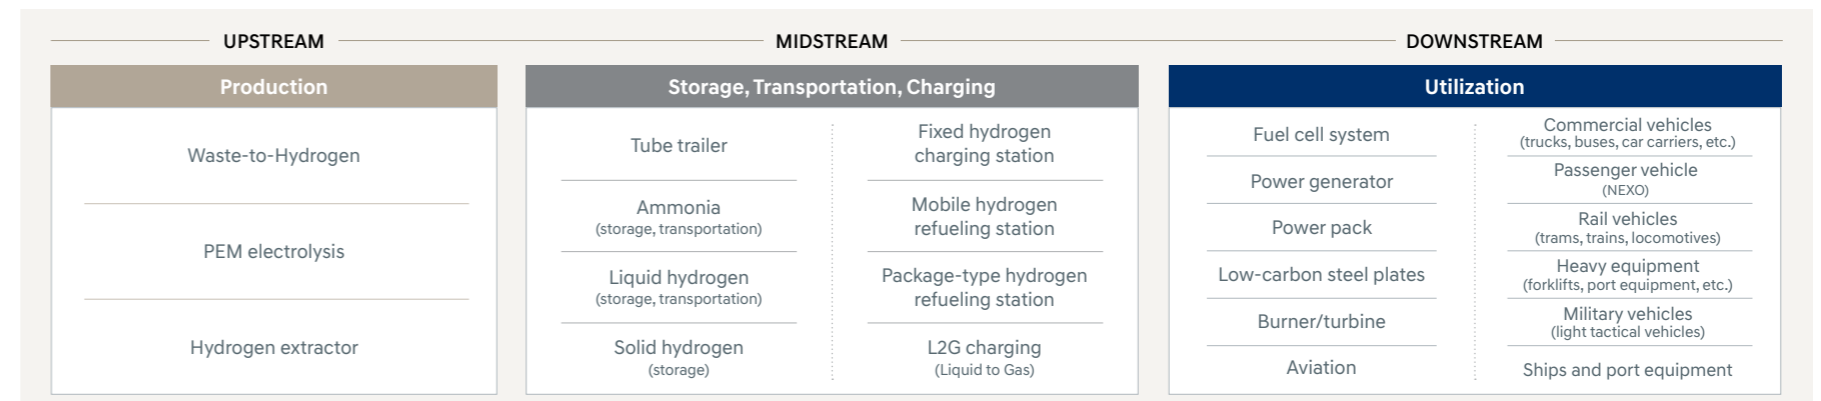 UPSTREAM
Production
Waste-to-Hydrogen
PEM electrolysis
Hydrogen extractor
MIDSTREAM
Storage, Transportation, Charging
Tube trailer
Ammonia
(storage, transportation)
Liquid hydrogen
(storage, transportation)
Solid hydrogen
(storage)
Fixed hydrogen
charging station
Mobile hydrogen
refueling station
Package-type hydrogen
refueling station
L2G charging
(Liquid to Gas)
DOWNSTREAM
Utilization
Fuel cell system
Power generator
Power pack
Low-carbon steel plates
Burner/turbine
Aviation
Commercial vehicles
(trucks, buses, car carriers, etc.)
Passenger vehicle
(NEXO)
Rail vehicles
(trams, trains, locomotives)
Heavy equipment
(forklifts, port equipment, etc.)
Military vehicles
(light tactical vehicles)
Ships and port equipment